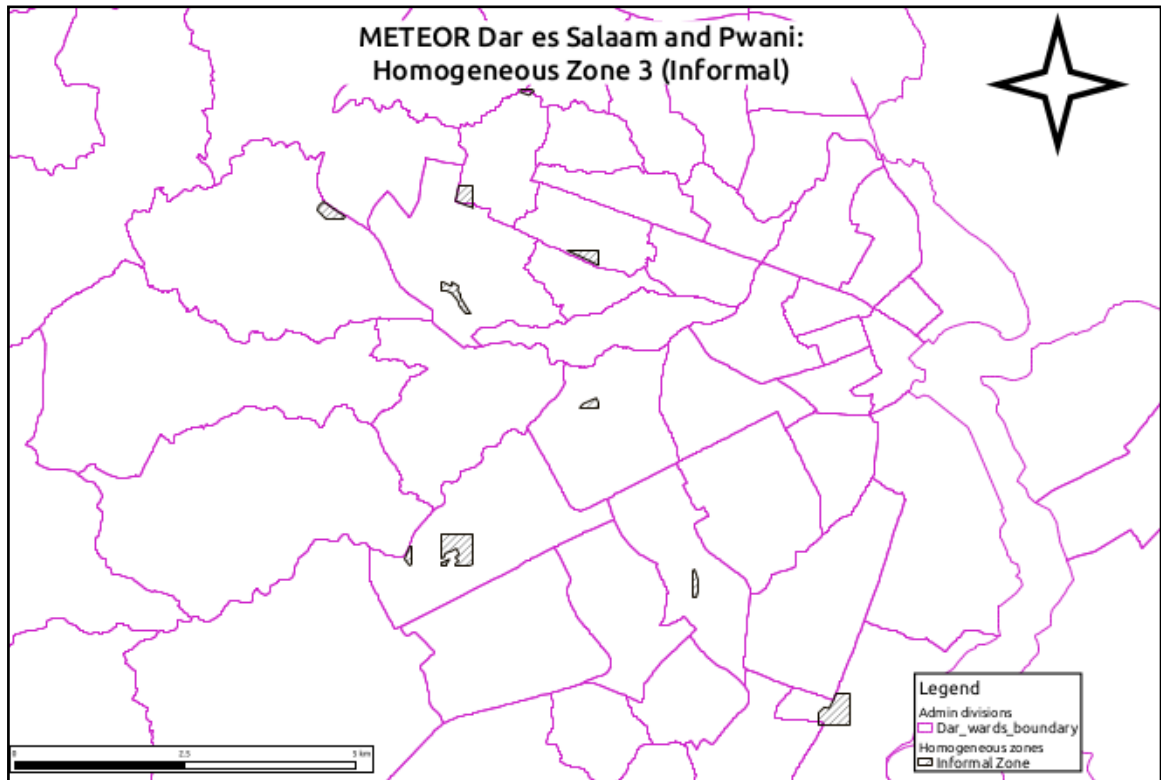 METEOR Dar es Salaam and Pwani:
Homogeneous Zone 3 (Informal)
Legend
Admin divisions
Dar_wards_boundary
Homogeneous zones
Informal Zone
0 2.5 5 km